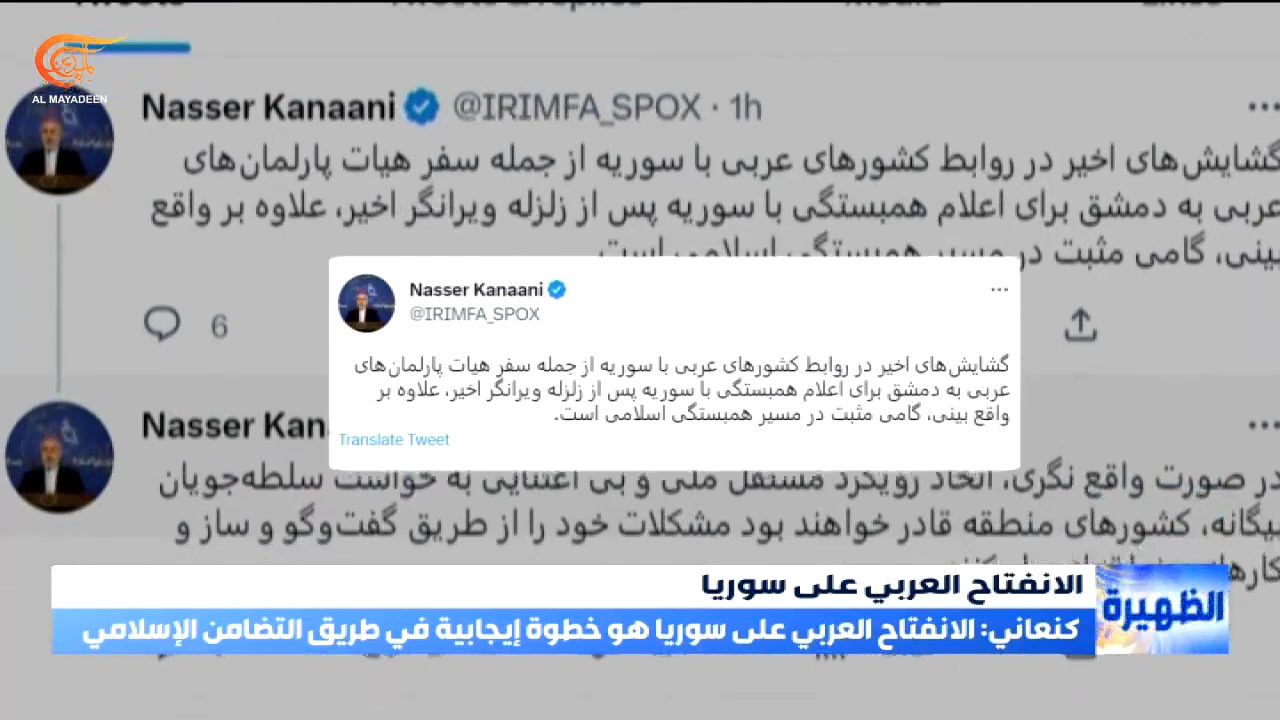 AL MAYADEEN
Nasser Kanaani @IRIMFA_SPOX · 1h
گشایش‌های اخیر در روابط کشورهای عربی با سوریه از جمله سفر هیات پارلمان‌های
عربی به دمشق برای اعلام همبستگی با سوریه پس از زلزله ویرانگر اخیر، علاوه بر واقع
بینی، گامی مثبت در مسیر همبستگی اسلامی است
6
Nasser Kanaani
@IRIMFA_SPOX
گشایش‌های اخیر در روابط کشورهای عربی با سوریه از جمله سفر هیات پارلمان‌های
عربی به دمشق برای اعلام همبستگی با سوریه پس از زلزله ویرانگر اخیر، علاوه بر
واقع بینی، گامی مثبت در مسیر همبستگی اسلامی است.
Translate Tweet
Nasser Kan
در صورت واقع نگری، اتخاذ رویکرد مستقل ملی و بی اعتنایی به خواست سلطه‌جویان
بیگانه، کشورهای منطقه قادر خواهند بود مشکلات خود را از طریق گفت‌وگو و ساز و
الانفتاح العربي على سوريا
الظهيرة
كنعاني: الانفتاح العربي على سوريا هو خطوة إيجابية في طريق التضامن الإسلامي